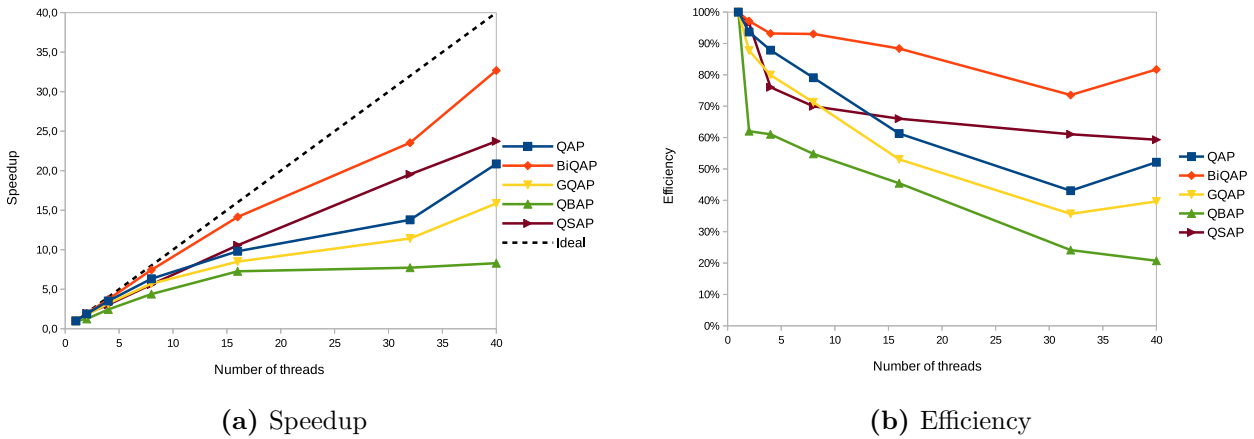 40,0
35,0
30,0
25,0
20,0
15,0
10,0
5,0
0,0
Speedup
0 5 10 15 20 25 30 35 40
Number of threads
QAP
BiQAP
GQAP
QBAP
QSAP
Ideal
(a) Speedup
100%
90%
80%
70%
60%
50%
40%
30%
20%
10%
0%
Efficiency
0 5 10 15 20 25 30 35 40
Number of threads
QAP
BiQAP
GQAP
QBAP
QSAP
(b) Efficiency